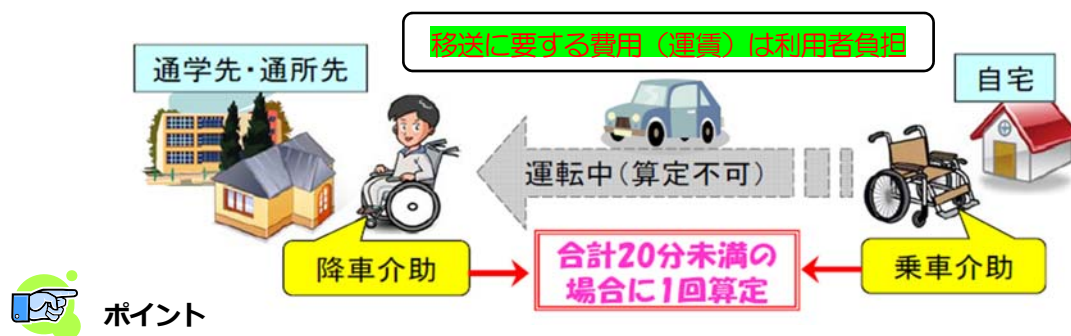 移送に要する費用（運賃）は利用者負担
通学先・通所先
自宅
運転中（算定不可）
降車介助
合計20分未満の
場合に1回算定
乗車介助
ポイント